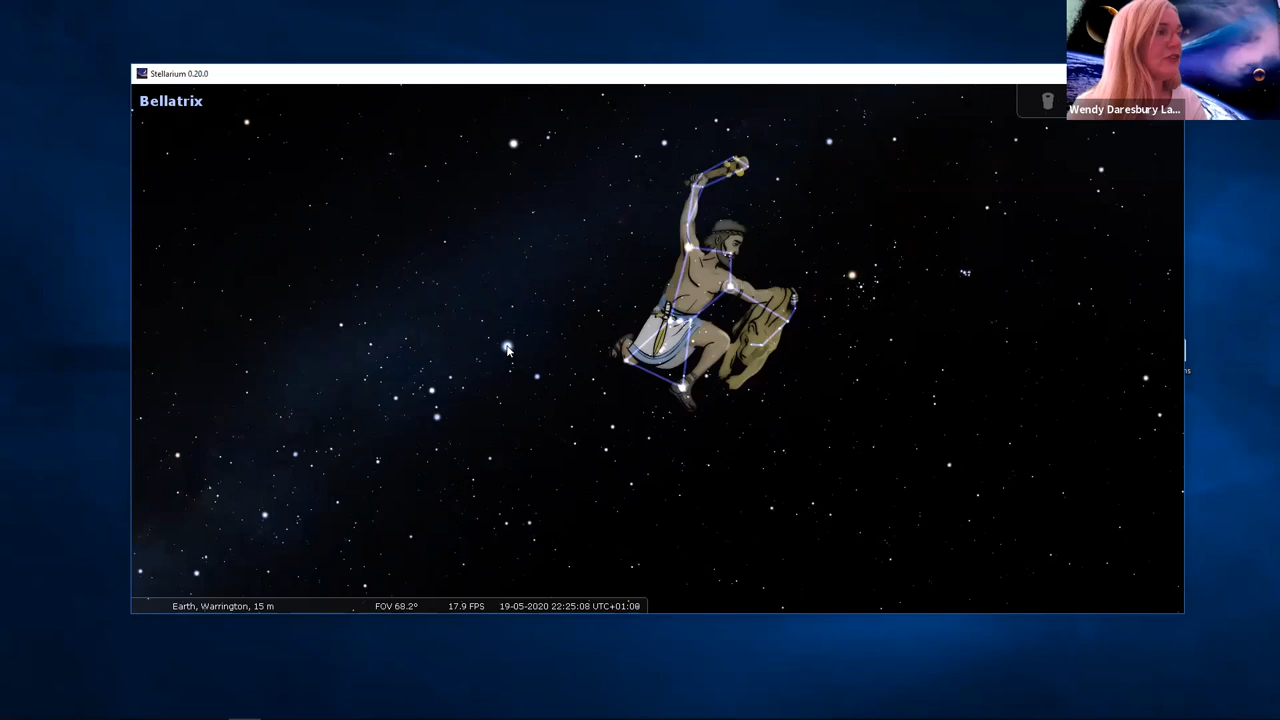 Stellarium 0.20.0
Bellatrix
Wendy Daresbury La...
ns
Earth, Warrington, 15 m
FOV 68.2°
17.9 FPS
19-05-2020 22:25:08 UTC+01:00